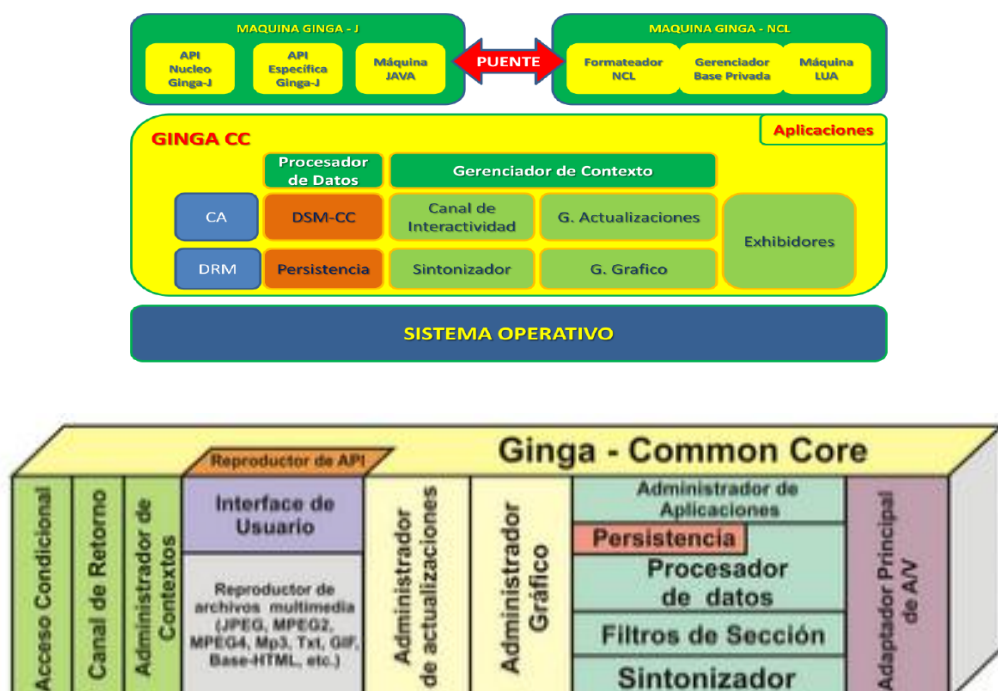 MAQUINA GINGA - J
API
Nucleo
Ginga-J
API
Específica
Ginga-J
Máquina
JAVA
PUENTE
MAQUINA GINGA - NCL
Formateador
NCL
Gerenciador
Base Privada
Máquina
LUA
GINGA CC
Aplicaciones
Procesador
de Datos
Gerenciador de Contexto
CA
DSM-CC
Canal de
Interactividad
G. Actualizaciones
Exhibidores
DRM
Persistencia
Sintonizador
G. Grafico
SISTEMA OPERATIVO
Ginga - Common Core
Reproductor de API
Acceso Condicional
Canal de Retorno
Administrador de
Contextos
Interface de
Usuario
Reproductor de
archivos multimedia
(JPEG, MPEG2,
MPEG4, Mp3, Txt, GIF,
Base-HTML, etc.)
Administrador
de actualizaciones
Administrador
Gráfico
Administrador de
Aplicaciones
Persistencia
Procesador
de datos
Filtros de Sección
Sintonizador
Adaptador Principal
de A/V